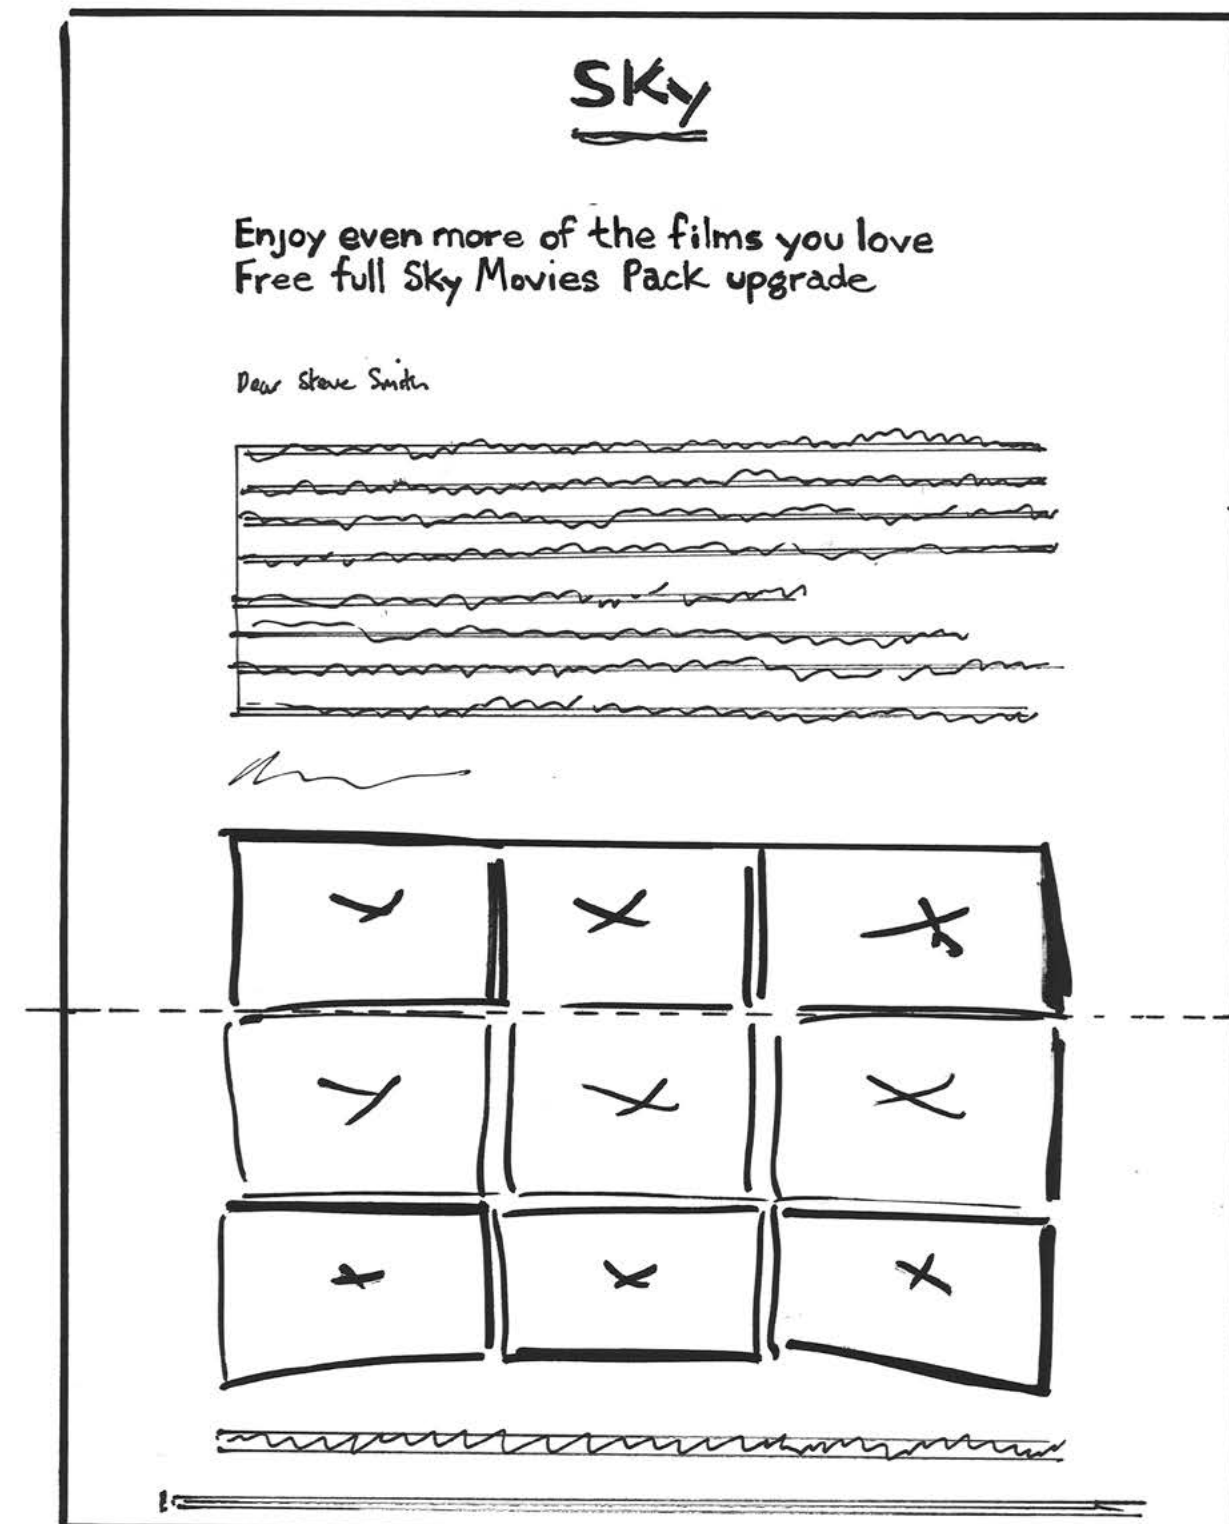 Sky
Enjoy even more of the films you love
Free full Sky Movies Pack upgrade
Dear Steve Smith